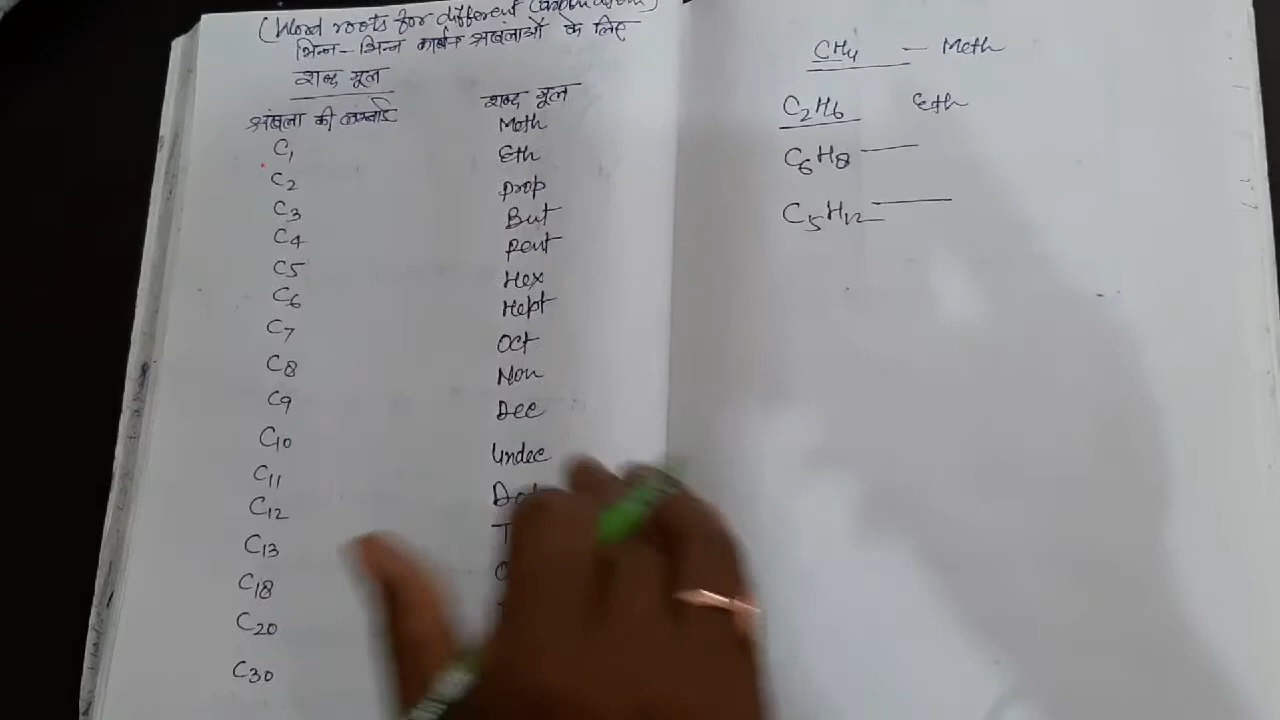 (Word roots for different
भिन्न-भिन्न कार्बन श्रृखंलाओं के लिए
शब्द मूल
श्रृंखला की लम्बाई शब्द मूल
C1 Meth
C2 Eth
C3 Prop
C4 But
C5 Pent
C6 Hex
C7 Hept
C8 Oct
C9 Non
C10 Dec
C11 Undec
C12
C13
C18
C20
C30
CH4 — Meth
C2H6 Eth
C6H8 —
C5H12 —